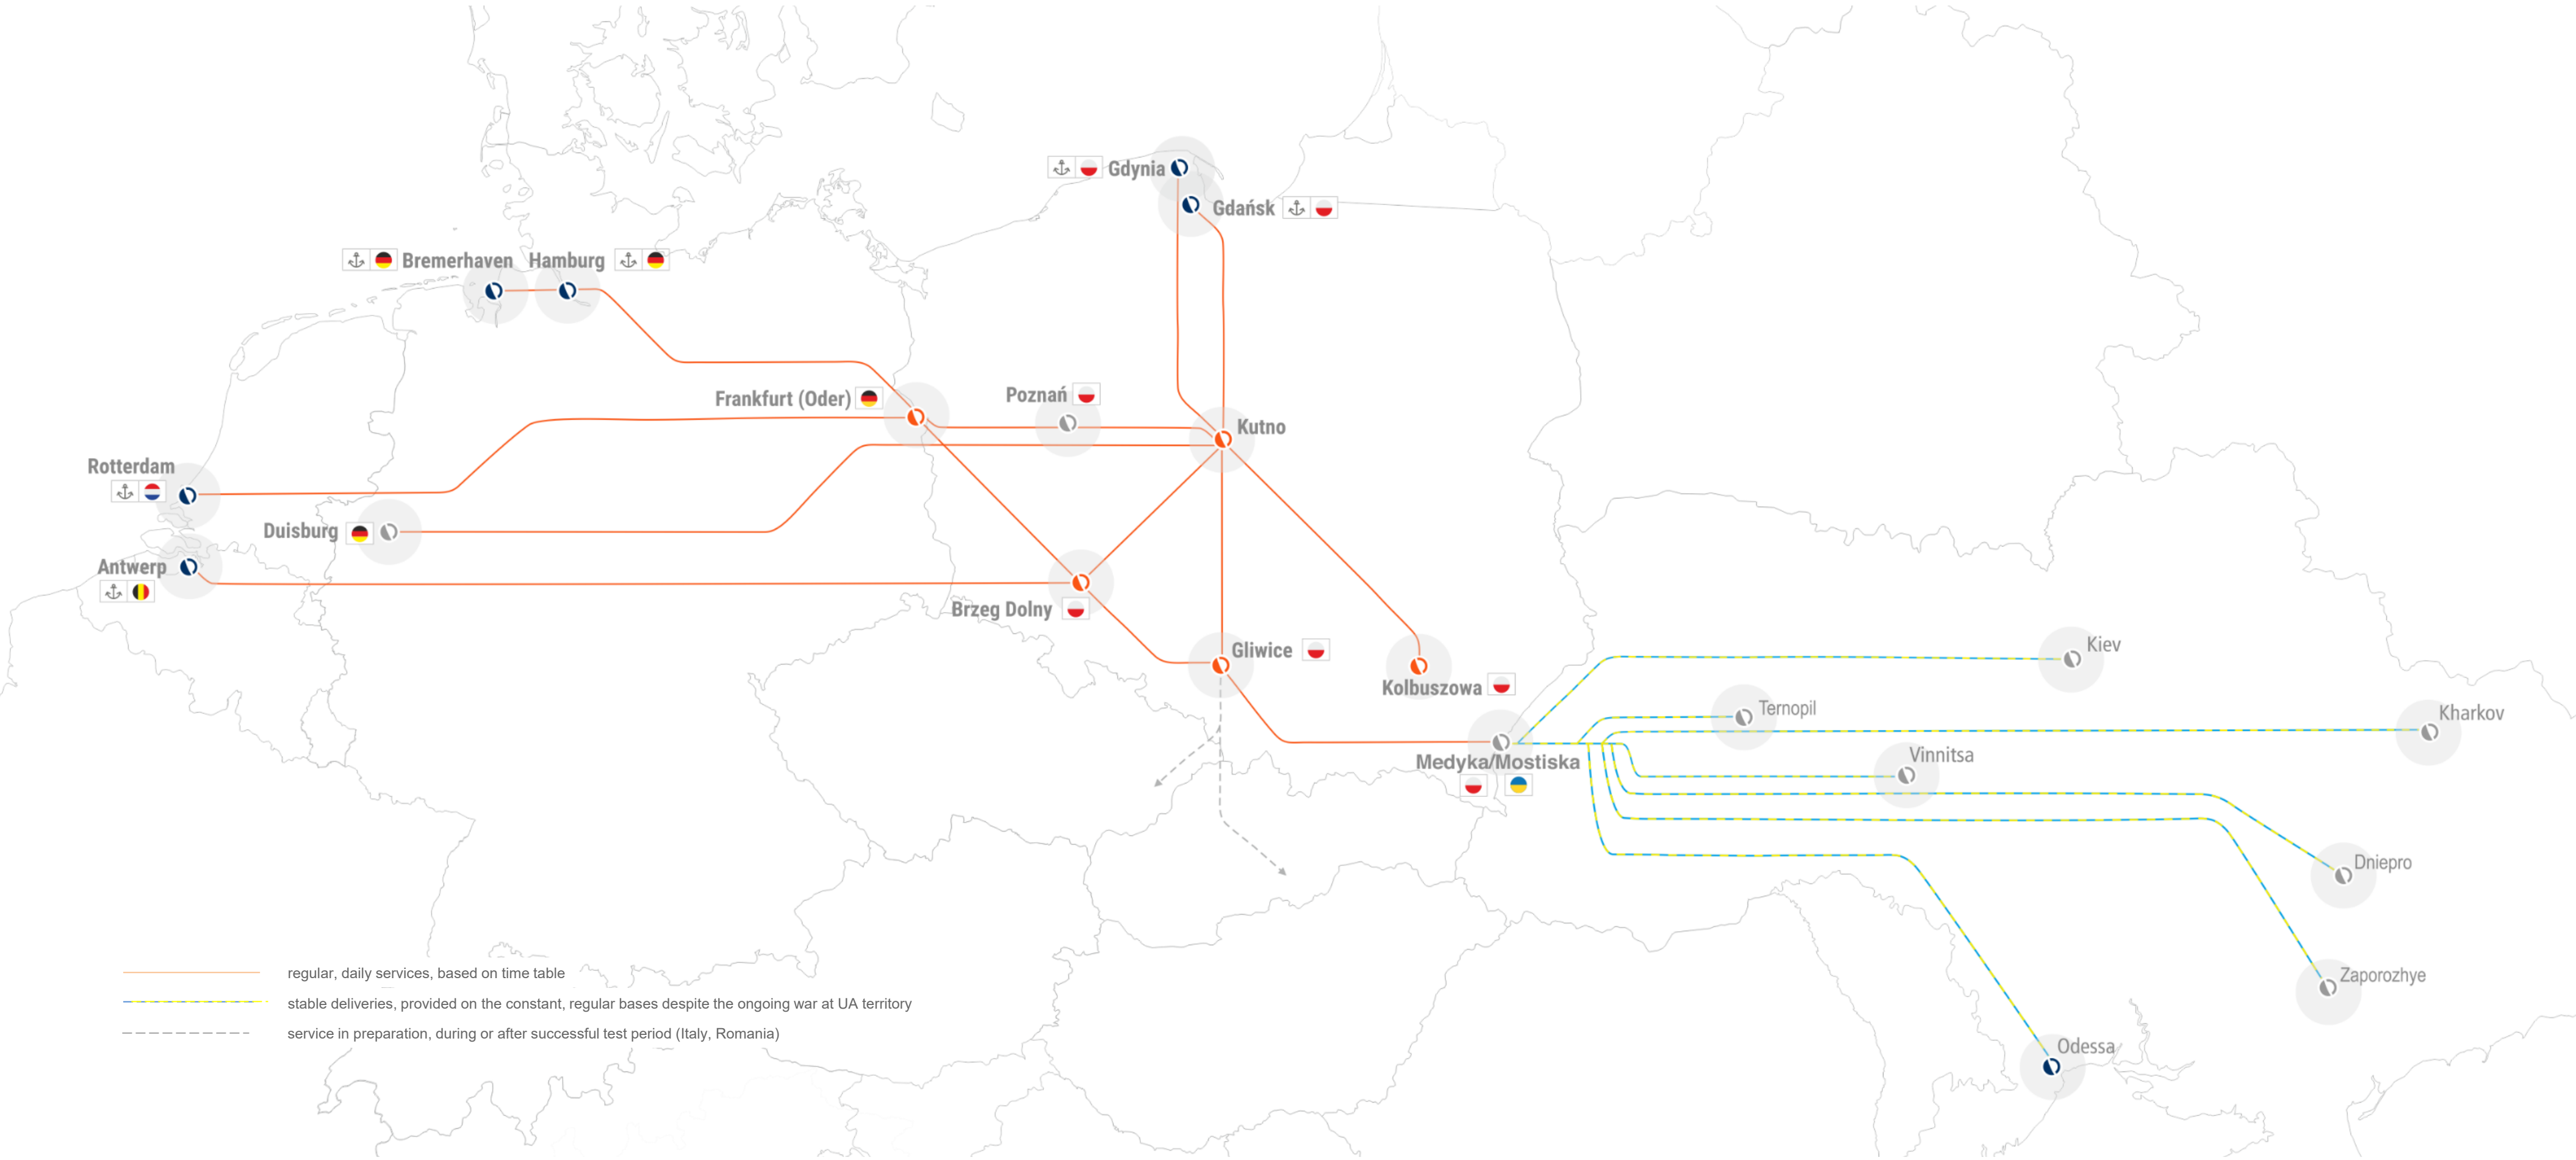 Gdynia
Gdańsk
Bremerhaven
Hamburg
Frankfurt (Oder)
Poznań
Kutno
Rotterdam
Duisburg
Antwerp
Brzeg Dolny
Gliwice
Kolbuszowa
Kiev
Ternopil
Kharkov
Vinnitsa
Medyka/Mostiska
Dniepro
Zaporozhye
Odessa
regular, daily services, based on time table
stable deliveries, provided on the constant, regular bases despite the ongoing war at UA territory
service in preparation, during or after successful test period (Italy, Romania)